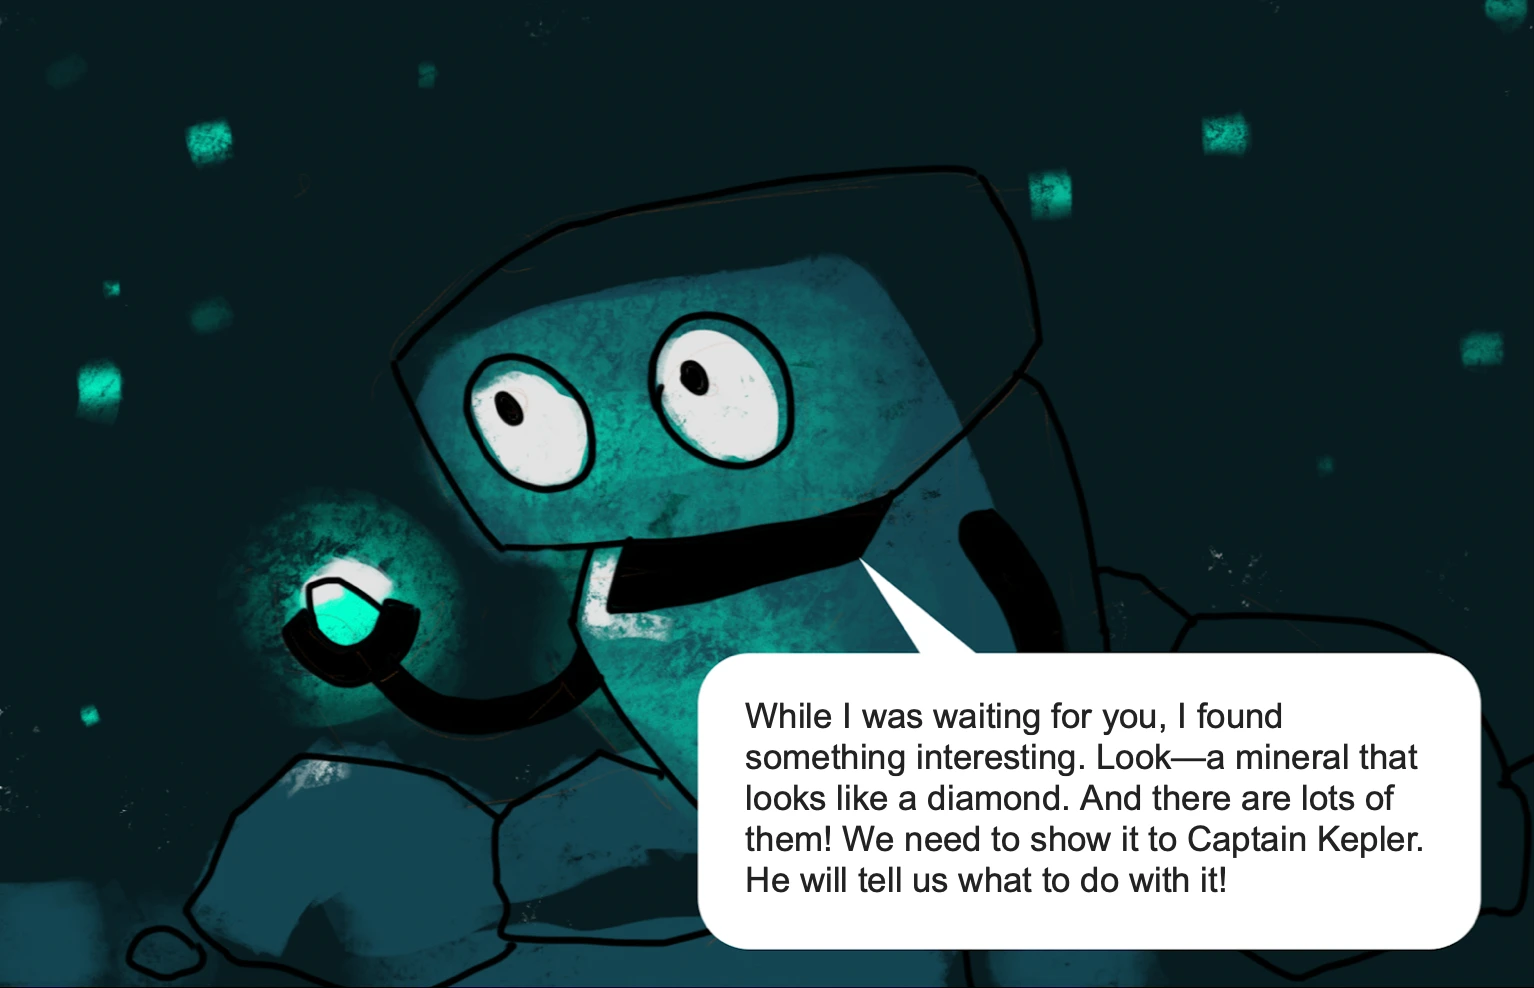 While I was waiting for you, I found
something interesting. Look—a mineral that
looks like a diamond. And there are lots of
them! We need to show it to Captain Kepler.
He will tell us what to do with it!